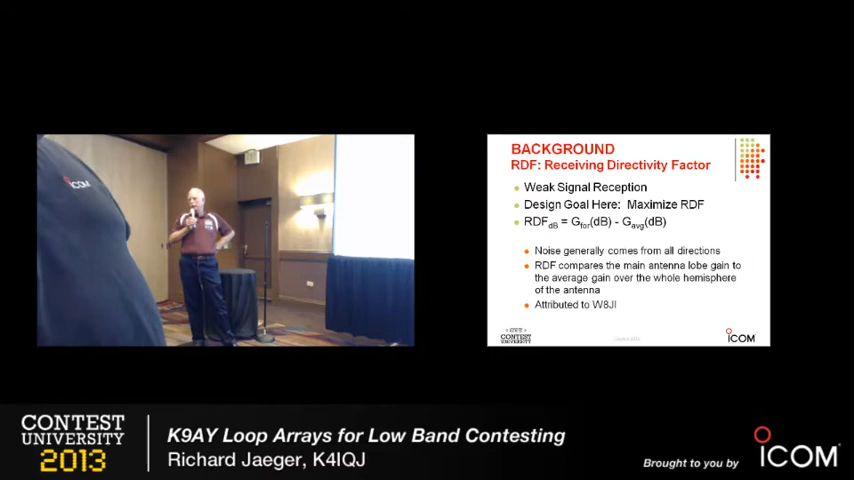 ICOM
BACKGROUND
RDF: Receiving Directivity Factor
Weak Signal Reception
Design Goal Here: Maximize RDF
RDFdB = Gfor(dB) - Gavg(dB)
Noise generally comes from all directions
RDF compares the main antenna lobe gain to
the average gain over the whole hemisphere
of the antenna
Attributed to W8JI
CONTEST
UNIVERSITY
ICOM
CONTEST
UNIVERSITY
2013
K9AY Loop Arrays for Low Band Contesting
Richard Jaeger, K4IQJ
Brought to you by
ICOM